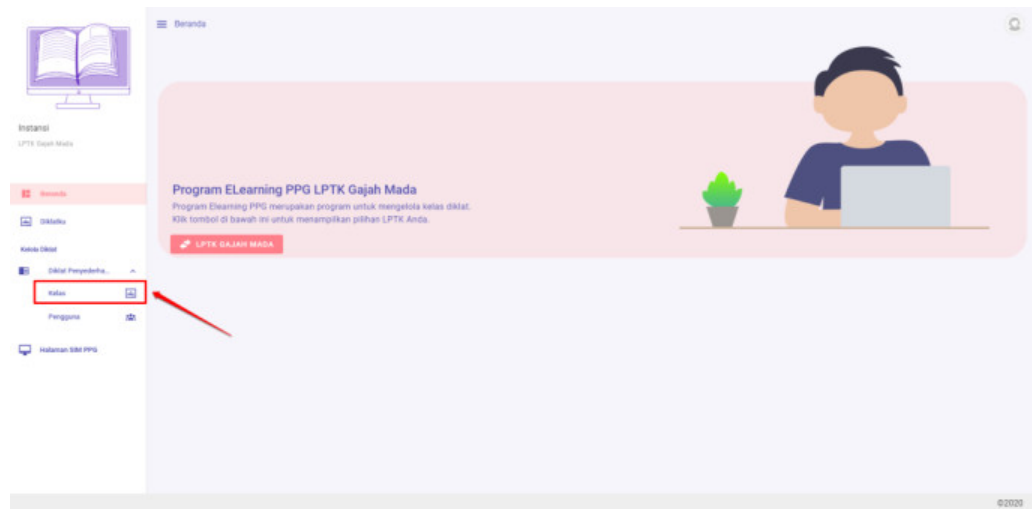 Beranda
Instansi
LPTK Gajah Mada
Beranda
Diklatku
Kelola Diklat
Diklat Penyederha...
Kelas
Pengguna
Halaman SIM PPG
Program ELearning PPG LPTK Gajah Mada
Program Elearning PPG merupakan program untuk mengelola kelas diklat.
Klik tombol di bawah ini untuk menampilkan pilihan LPTK Anda.
LPTK GAJAH MADA
©2020